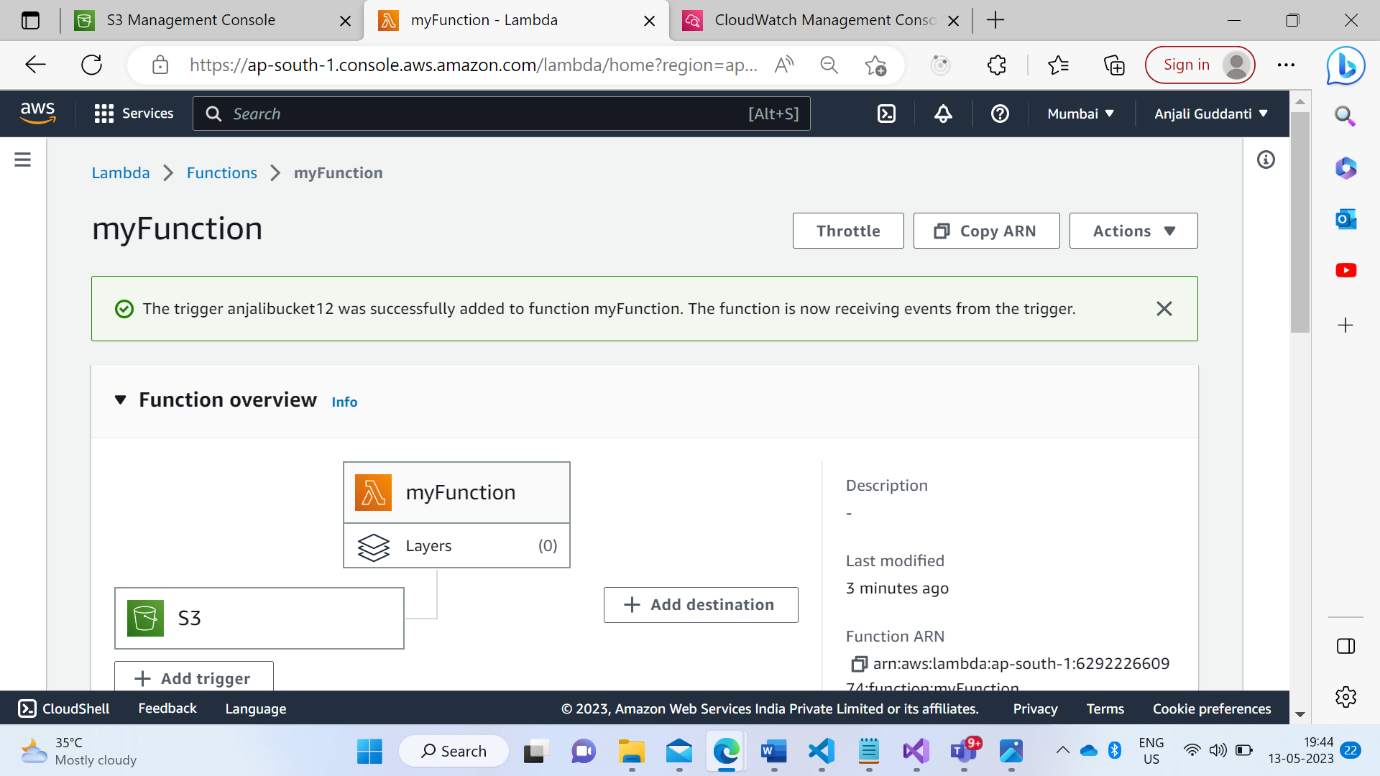 S3 Management Console
myFunction - Lambda
CloudWatch Management Conso
https://ap-south-1.console.aws.amazon.com/lambda/home?region=ap...
A
Sign in
aws
Services
Search
[Alt+S]
Mumbai
Anjali Guddanti
Lambda
Functions
myFunction
myFunction
Throttle
Copy ARN
Actions
The trigger anjalibucket12 was successfully added to function myFunction. The function is now receiving events from the trigger.
Function overview
Info
myFunction
Layers
(0)
S3
Add trigger
Add destination
Description
-
Last modified
3 minutes ago
Function ARN
arn:aws:lambda:ap-south-1:6292226609
74:function:myFunction
CloudShell
Feedback
Language
© 2023, Amazon Web Services India Private Limited or its affiliates.
Privacy
Terms
Cookie preferences
35°C
Mostly cloudy
Search
9+
ENG
US
19:44
13-05-2023
22